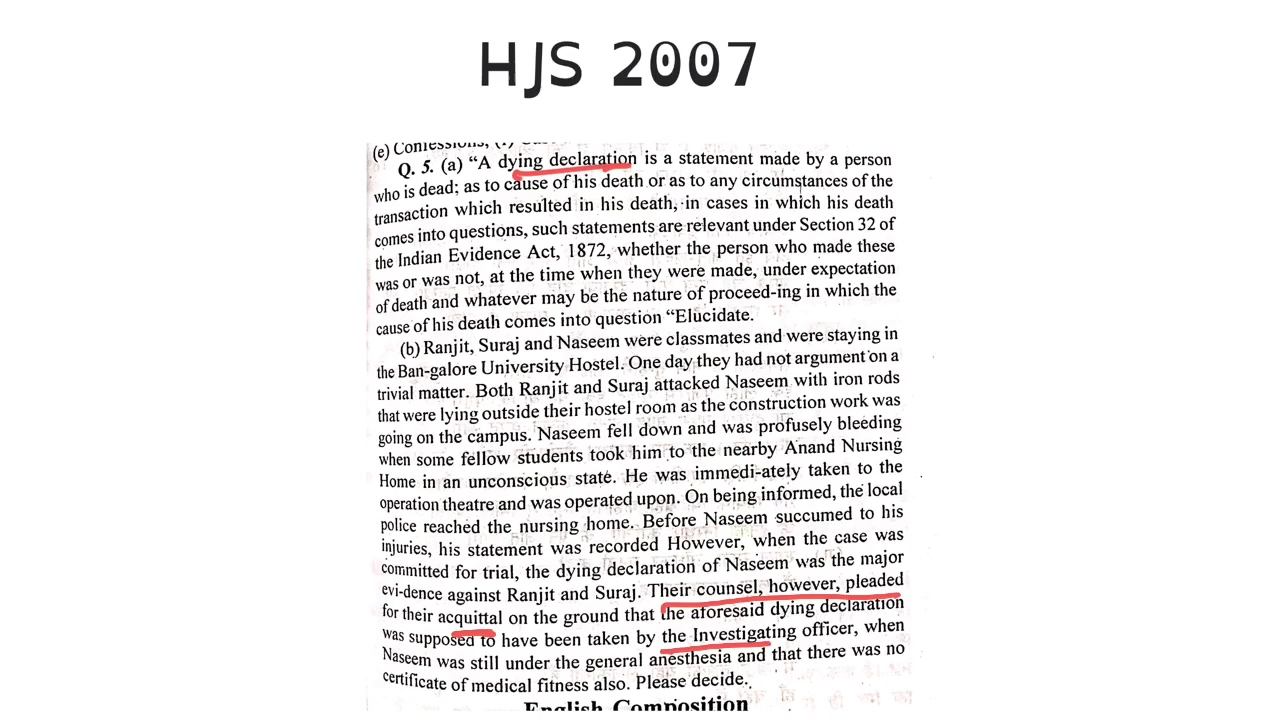 HJS 2007
(e) Confessions,
Q. 5. (a) “A dying declaration is a statement made by a person
who is dead; as to cause of his death or as to any circumstances of the
transaction which resulted in his death, in cases in which his death
comes into questions, such statements are relevant under Section 32 of
the Indian Evidence Act, 1872, whether the person who made these
was or was not, at the time when they were made, under expectation
of death and whatever may be the nature of proceed-ing in which the
cause of his death comes into question “Elucidate.
(b) Ranjit, Suraj and Naseem were classmates and were staying in
the Ban-galore University Hostel. One day they had not argument on a
trivial matter. Both Ranjit and Suraj attacked Naseem with iron rods
that were lying outside their hostel room as the construction work was
going on the campus. Naseem fell down and was profusely bleeding
when some fellow students took him to the nearby Anand Nursing
Home in an unconscious state. He was immedi-ately taken to the
operation theatre and was operated upon. On being informed, the local
police reached the nursing home. Before Naseem succumed to his
injuries, his statement was recorded However, when the case was
committed for trial, the dying declaration of Naseem was the major
evi-dence against Ranjit and Suraj. Their counsel, however, pleaded
for their acquittal on the ground that the aforesaid dying declaration
was supposed to have been taken by the Investigating officer, when
Naseem was still under the general anesthesia and that there was no
certificate of medical fitness also. Please decide.
English Composition